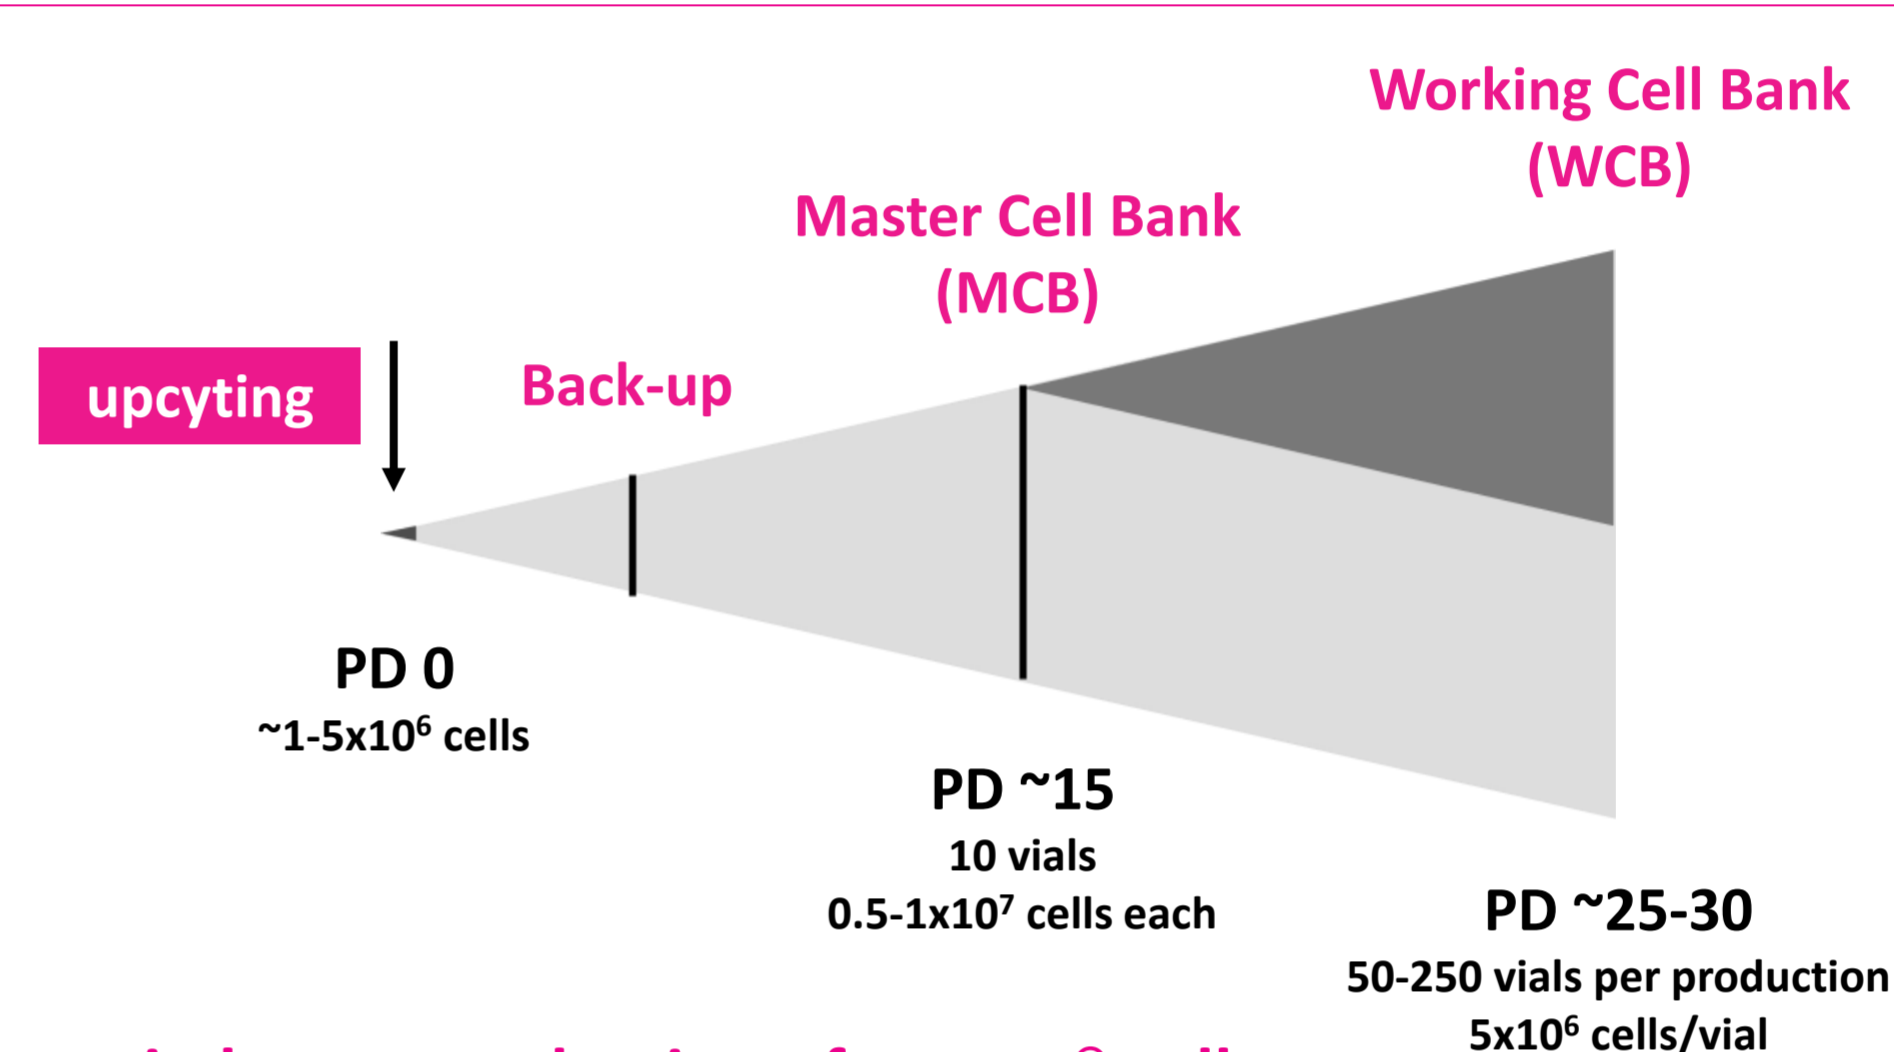 Working Cell Bank
(WCB)
Master Cell Bank
(MCB)
upcyting
Back-up
PD 0
~1-5x10⁶ cells
PD ~15
10 vials
0.5-1x10⁷ cells each
PD ~25-30
50-250 vials per production
5x10⁶ cells/vial